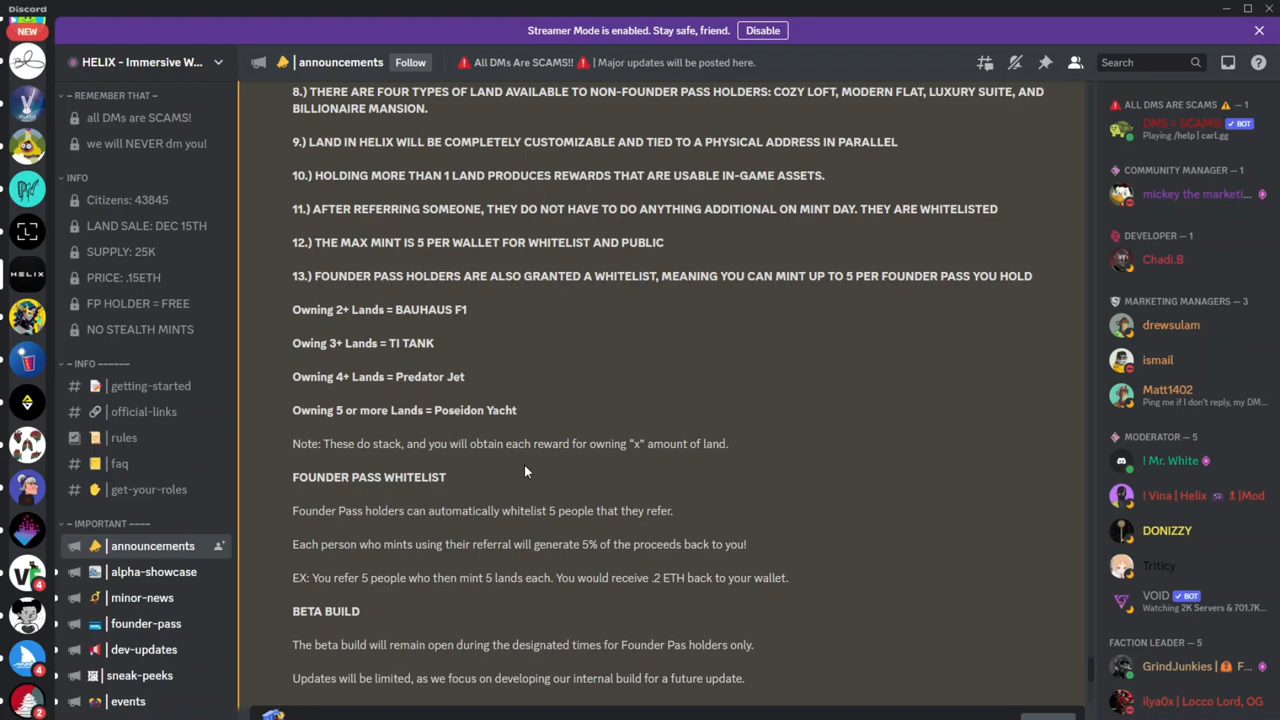 Discord
NEW
Streamer Mode is enabled. Stay safe, friend.
Disable
HELIX - Immersive W...
announcements
Follow
All DMs Are SCAMS!!
| Major updates will be posted here.
Search
– REMEMBER THAT –
all DMs are SCAMS!
we will NEVER dm you!
INFO
Citizens: 43845
LAND SALE: DEC 15TH
SUPPLY: 25K
PRICE: .15ETH
FP HOLDER = FREE
NO STEALTH MINTS
– INFO ––––––
| getting-started
| official-links
| rules
| faq
| get-your-roles
– IMPORTANT ––––
| announcements
| alpha-showcase
| minor-news
| founder-pass
| dev-updates
| sneak-peeks
| events
HELIX
4
4
2
8.) THERE ARE FOUR TYPES OF LAND AVAILABLE TO NON-FOUNDER PASS HOLDERS: COZY LOFT, MODERN FLAT, LUXURY SUITE, AND
BILLIONAIRE MANSION.
9.) LAND IN HELIX WILL BE COMPLETELY CUSTOMIZABLE AND TIED TO A PHYSICAL ADDRESS IN PARALLEL
10.) HOLDING MORE THAN 1 LAND PRODUCES REWARDS THAT ARE USABLE IN-GAME ASSETS.
11.) AFTER REFERRING SOMEONE, THEY DO NOT HAVE TO DO ANYTHING ADDITIONAL ON MINT DAY. THEY ARE WHITELISTED
12.) THE MAX MINT IS 5 PER WALLET FOR WHITELIST AND PUBLIC
13.) FOUNDER PASS HOLDERS ARE ALSO GRANTED A WHITELIST, MEANING YOU CAN MINT UP TO 5 PER FOUNDER PASS YOU HOLD
Owning 2+ Lands = BAUHAUS F1
Owing 3+ Lands = TI TANK
Owning 4+ Lands = Predator Jet
Owning 5 or more Lands = Poseidon Yacht
Note: These do stack, and you will obtain each reward for owning "x" amount of land.
FOUNDER PASS WHITELIST
Founder Pass holders can automatically whitelist 5 people that they refer.
Each person who mints using their referral will generate 5% of the proceeds back to you!
EX: You refer 5 people who then mint 5 lands each. You would receive .2 ETH back to your wallet.
BETA BUILD
The beta build will remain open during the designated times for Founder Pas holders only.
Updates will be limited, as we focus on developing our internal build for a future update.
ALL DMS ARE SCAMS – 1
DMS = SCAMS! BOT
Playing /help | carl.gg
COMMUNITY MANAGER – 1
mickey the marketi...
DEVELOPER – 1
Chadi.B
MARKETING MANAGERS – 3
drewsulam
ismail
Matt1402
Ping me if I don't reply, my DM...
MODERATOR – 5
! Mr. White
! Vina | Helix |Mod
DONIZZY
Triticy
VOID BOT
Watching 2K Servers & 701.7K...
FACTION LEADER – 5
GrindJunkies | F...
ilya0x | Locco Lord, OG